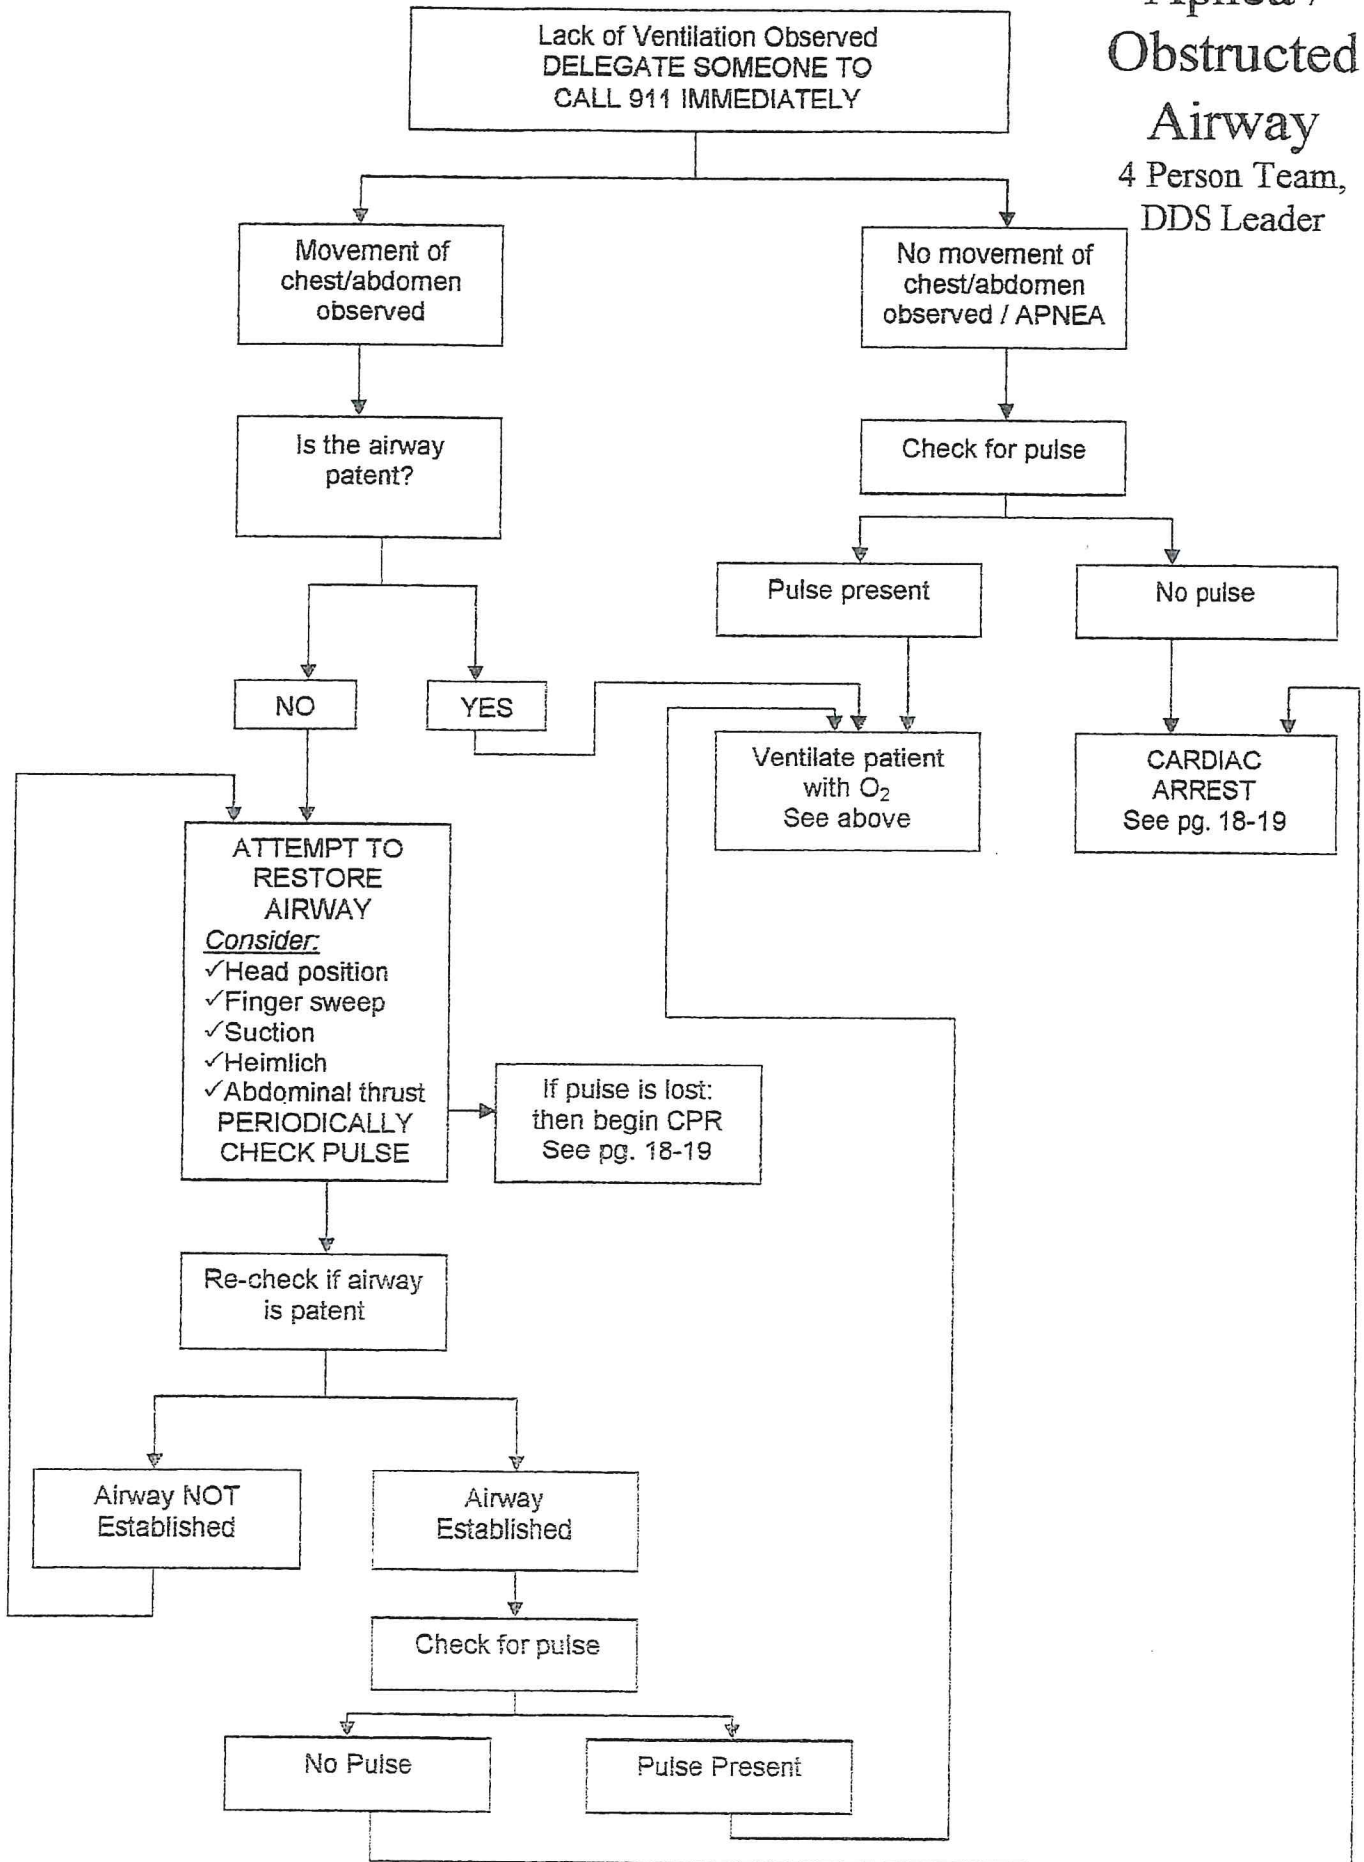 Apnea /
Obstructed
Airway
4 Person Team,
DDS Leader
Lack of Ventilation Observed
DELEGATE SOMEONE TO
CALL 911 IMMEDIATELY
Movement of
chest/abdomen
observed
No movement of
chest/abdomen
observed / APNEA
Is the airway
patent?
Check for pulse
Pulse present
No pulse
NO
YES
Ventilate patient
with O₂
See above
CARDIAC
ARREST
See pg. 18-19
ATTEMPT TO
RESTORE
AIRWAY
Consider:
✓Head position
✓Finger sweep
✓Suction
✓Heimlich
✓Abdominal thrust
PERIODICALLY
CHECK PULSE
If pulse is lost:
then begin CPR
See pg. 18-19
Re-check if airway
is patent
Airway NOT
Established
Airway
Established
Check for pulse
No Pulse
Pulse Present